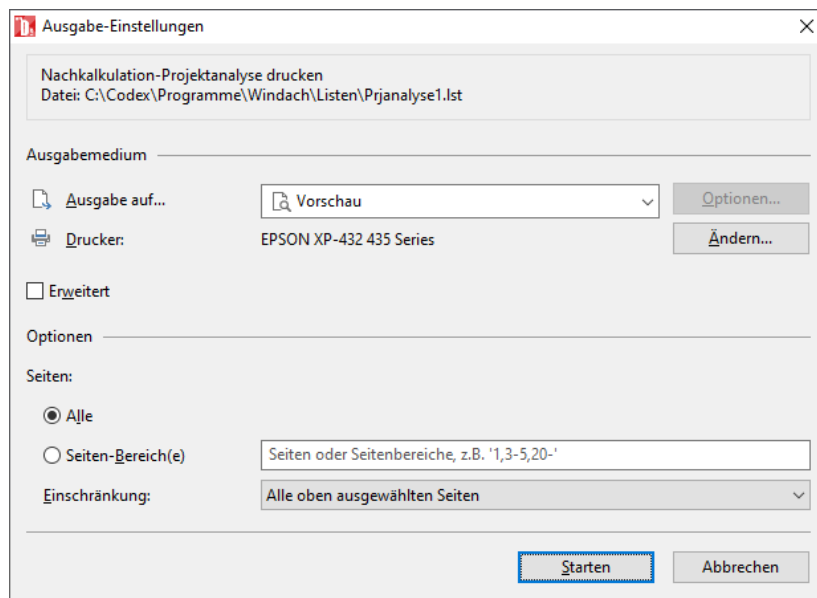 Ausgabe-Einstellungen
Nachkalkulation-Projektanalyse drucken
Datei: C:\Codex\Programme\Windach\Listen\Prjanalyse1.lst
Ausgabemedium
Ausgabe auf... Vorschau Optionen...
Drucker: EPSON XP-432 435 Series Ändern...
Erweitert
Optionen
Seiten:
Alle
Seiten-Bereich(e) Seiten oder Seitenbereiche, z.B. '1,3-5,20-'
Einschränkung: Alle oben ausgewählten Seiten
Starten Abbrechen